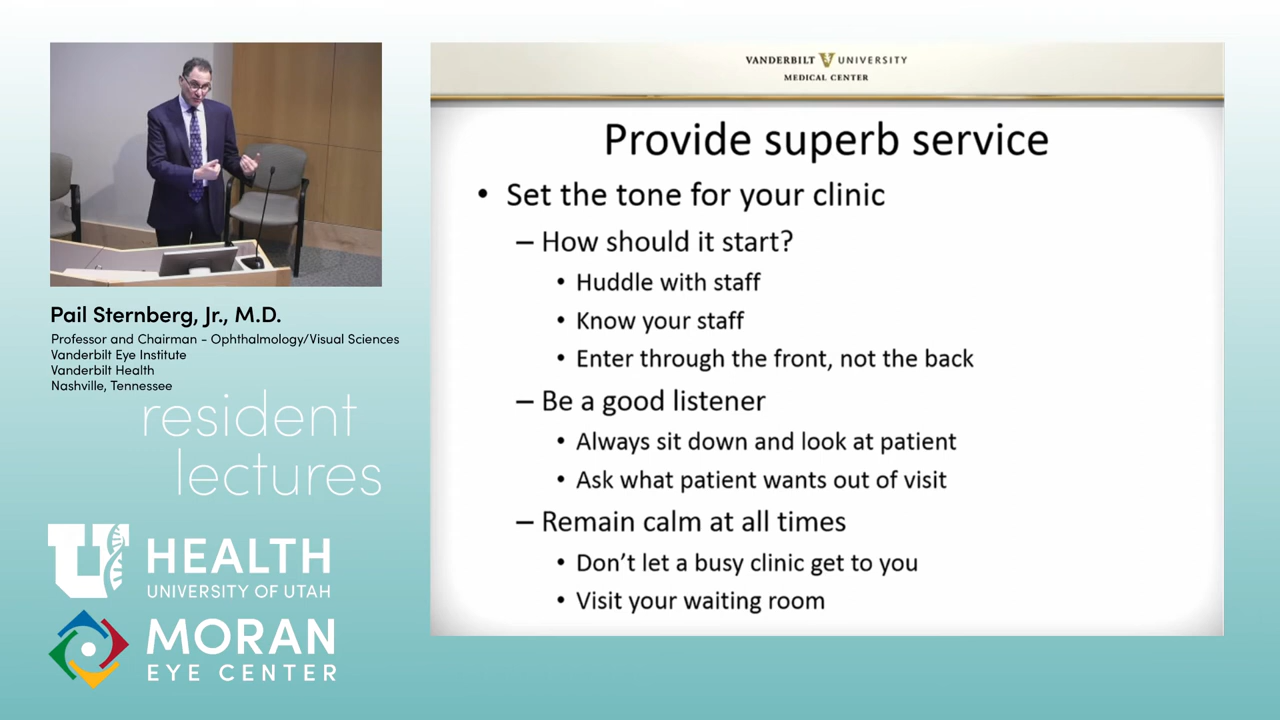 VANDERBILT UNIVERSITY
MEDICAL CENTER
Provide superb service
• Set the tone for your clinic
– How should it start?
• Huddle with staff
• Know your staff
• Enter through the front, not the back
– Be a good listener
• Always sit down and look at patient
• Ask what patient wants out of visit
– Remain calm at all times
• Don’t let a busy clinic get to you
• Visit your waiting room
Pail Sternberg, Jr., M.D.
Professor and Chairman - Ophthalmology/Visual Sciences
Vanderbilt Eye Institute
Vanderbilt Health
Nashville, Tennessee
resident
lectures
U HEALTH
UNIVERSITY OF UTAH
MORAN
EYE CENTER